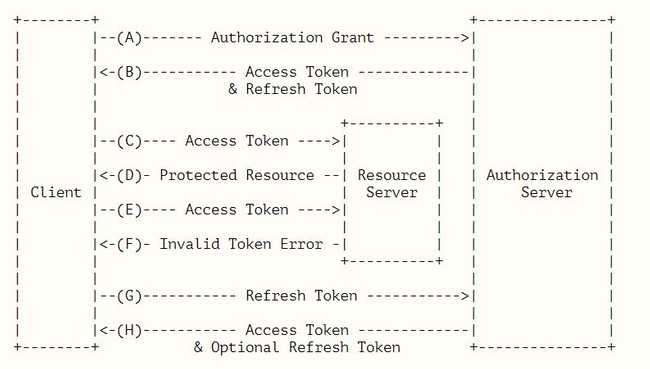 (A) Authorization Grant
(B) Access Token
& Refresh Token
(C) Access Token
(D) Protected Resource
Resource Server
Authorization Server
Client
(E) Access Token
(F) Invalid Token Error
(G) Refresh Token
(H) Access Token
& Optional Refresh Token